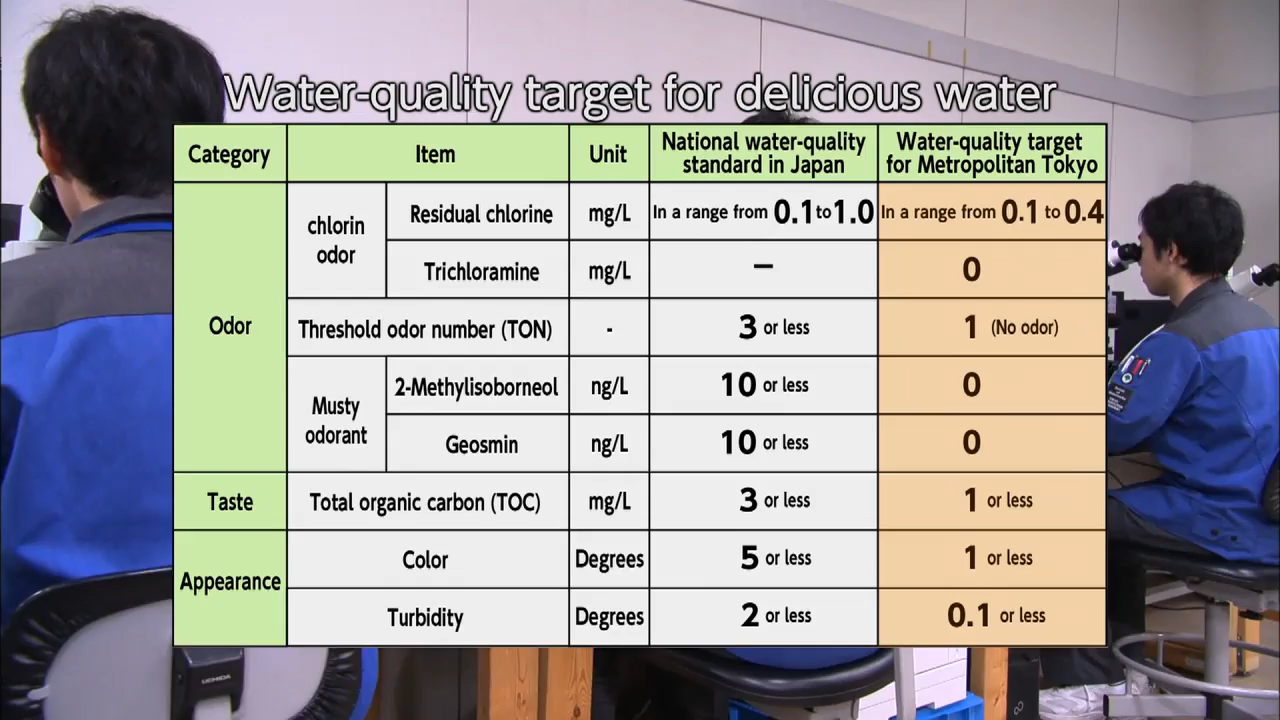 Water-quality target for delicious water
Category Item Unit National water-quality standard in Japan Water-quality target for Metropolitan Tokyo
Odor chlorin odor Residual chlorine mg/L In a range from 0.1 to 1.0 In a range from 0.1 to 0.4
Trichloramine mg/L — 0
Threshold odor number (TON) - 3 or less 1 (No odor)
Musty odorant 2-Methylisoborneol ng/L 10 or less 0
Geosmin ng/L 10 or less 0
Taste Total organic carbon (TOC) mg/L 3 or less 1 or less
Appearance Color Degrees 5 or less 1 or less
Turbidity Degrees 2 or less 0.1 or less
UCHIDA